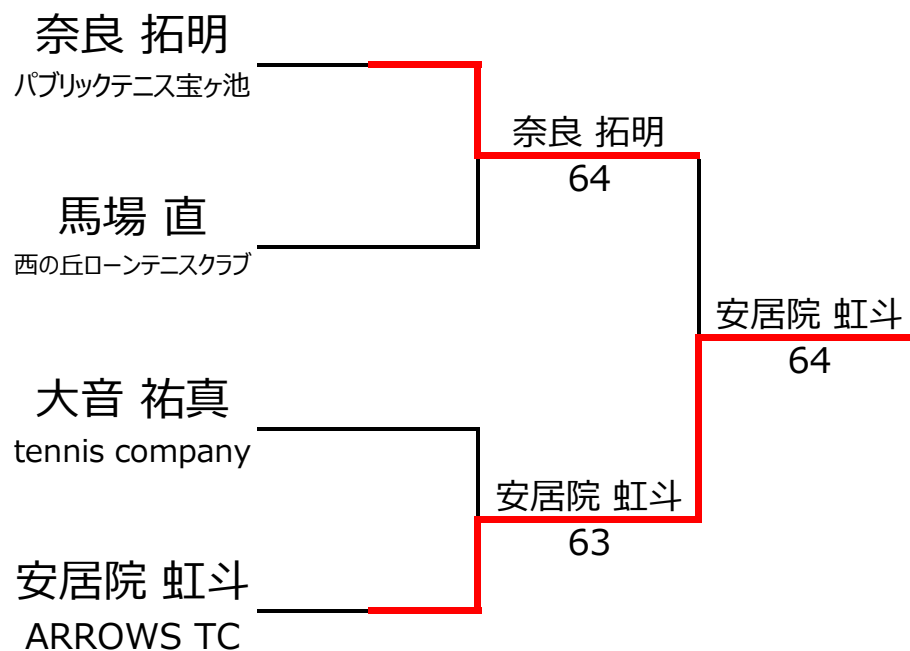 奈良 拓明
パブリックテニス宝ヶ池
奈良 拓明
64
馬場 直
西の丘ローンテニスクラブ
安居院 虹斗
64
大音 祐真
tennis company
安居院 虹斗
63
安居院 虹斗
ARROWS TC